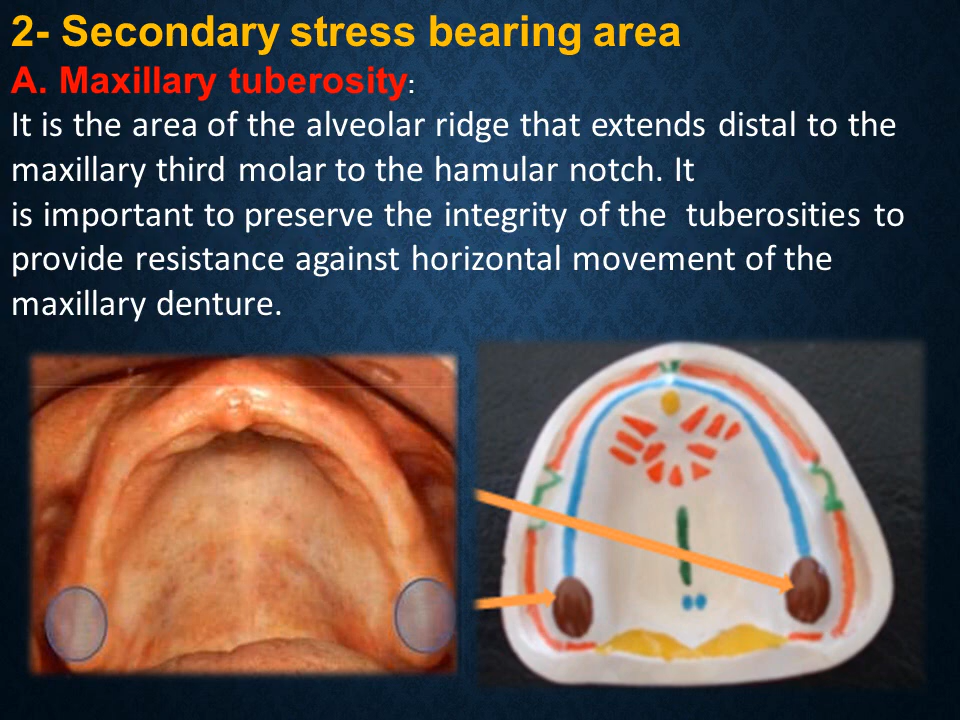 2- Secondary stress bearing area
A. Maxillary tuberosity:
It is the area of the alveolar ridge that extends distal to the
maxillary third molar to the hamular notch. It
is important to preserve the integrity of the tuberosities to
provide resistance against horizontal movement of the
maxillary denture.